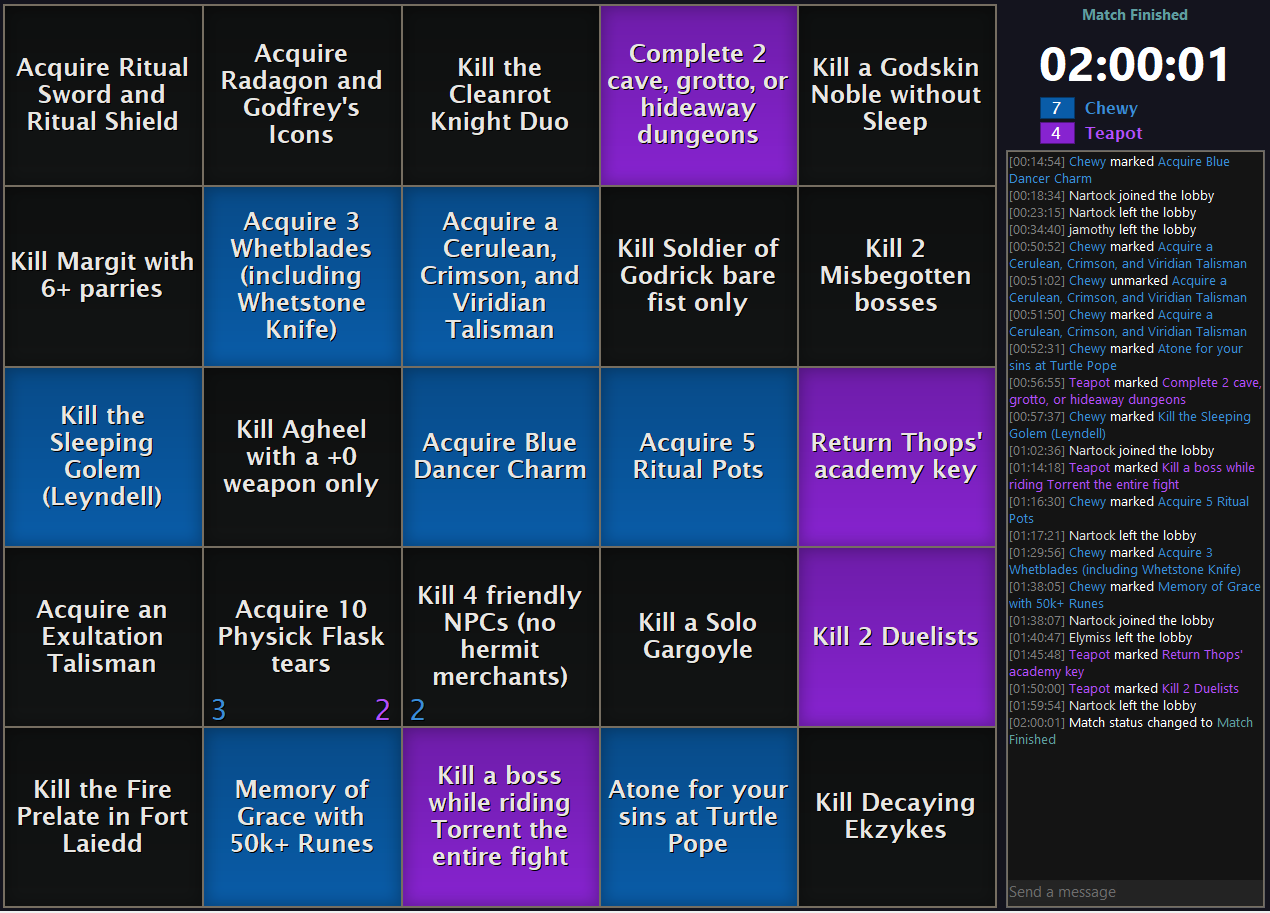 Acquire Ritual
Sword and
Ritual Shield
Acquire
Radagon and
Godfrey's
Icons
Kill the
Cleanrot
Knight Duo
Complete 2
cave, grotto, or
hideaway
dungeons
Kill a Godskin
Noble without
Sleep
Kill Margit with
6+ parries
Acquire 3
Whetblades
(including
Whetstone
Knife)
Acquire a
Cerulean,
Crimson, and
Viridian
Talisman
Kill Soldier of
Godrick bare
fist only
Kill 2
Misbegotten
bosses
Kill the
Sleeping
Golem
(Leyndell)
Kill Agheel
with a +0
weapon only
Acquire Blue
Dancer Charm
Acquire 5
Ritual Pots
Return Thops'
academy key
Acquire an
Exultation
Talisman
Acquire 10
Physick Flask
tears
3 2
Kill 4 friendly
NPCs (no
hermit
merchants)
2
Kill a Solo
Gargoyle
Kill 2 Duelists
Kill the Fire
Prelate in Fort
Laiedd
Memory of
Grace with
50k+ Runes
Kill a boss
while riding
Torrent the
entire fight
Atone for your
sins at Turtle
Pope
Kill Decaying
Ekzykes
Match Finished
02:00:01
7 Chewy
4 Teapot
[00:14:54] Chewy marked Acquire Blue
Dancer Charm
[00:18:34] Nartock joined the lobby
[00:23:15] Nartock left the lobby
[00:34:40] jamothy left the lobby
[00:50:52] Chewy marked Acquire a
Cerulean, Crimson, and Viridian Talisman
[00:51:02] Chewy unmarked Acquire a
Cerulean, Crimson, and Viridian Talisman
[00:51:50] Chewy marked Acquire a
Cerulean, Crimson, and Viridian Talisman
[00:52:31] Chewy marked Atone for your
sins at Turtle Pope
[00:56:55] Teapot marked Complete 2 cave,
grotto, or hideaway dungeons
[00:57:37] Chewy marked Kill the Sleeping
Golem (Leyndell)
[01:02:36] Nartock joined the lobby
[01:14:18] Teapot marked Kill a boss while
riding Torrent the entire fight
[01:16:30] Chewy marked Acquire 5 Ritual
Pots
[01:17:21] Nartock left the lobby
[01:29:56] Chewy marked Acquire 3
Whetblades (including Whetstone Knife)
[01:38:05] Chewy marked Memory of Grace
with 50k+ Runes
[01:38:07] Nartock joined the lobby
[01:40:47] Elymiss left the lobby
[01:45:48] Teapot marked Return Thops'
academy key
[01:50:00] Teapot marked Kill 2 Duelists
[01:59:54] Nartock left the lobby
[02:00:01] Match status changed to Match
Finished
Send a message